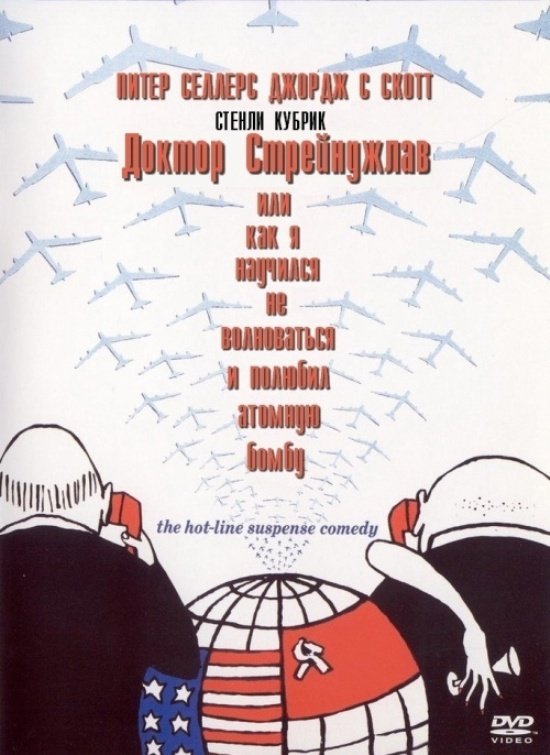 ПИТЕР СЕЛЛЕРС ДЖОРДЖ С СКОТТ
СТЕНЛИ КУБРИК
Доктор Стрейнджлав
или
как я
научился
не
волноваться
и полюбил
атомную
бомбу
the hot-line suspense comedy
DVD
VIDEO